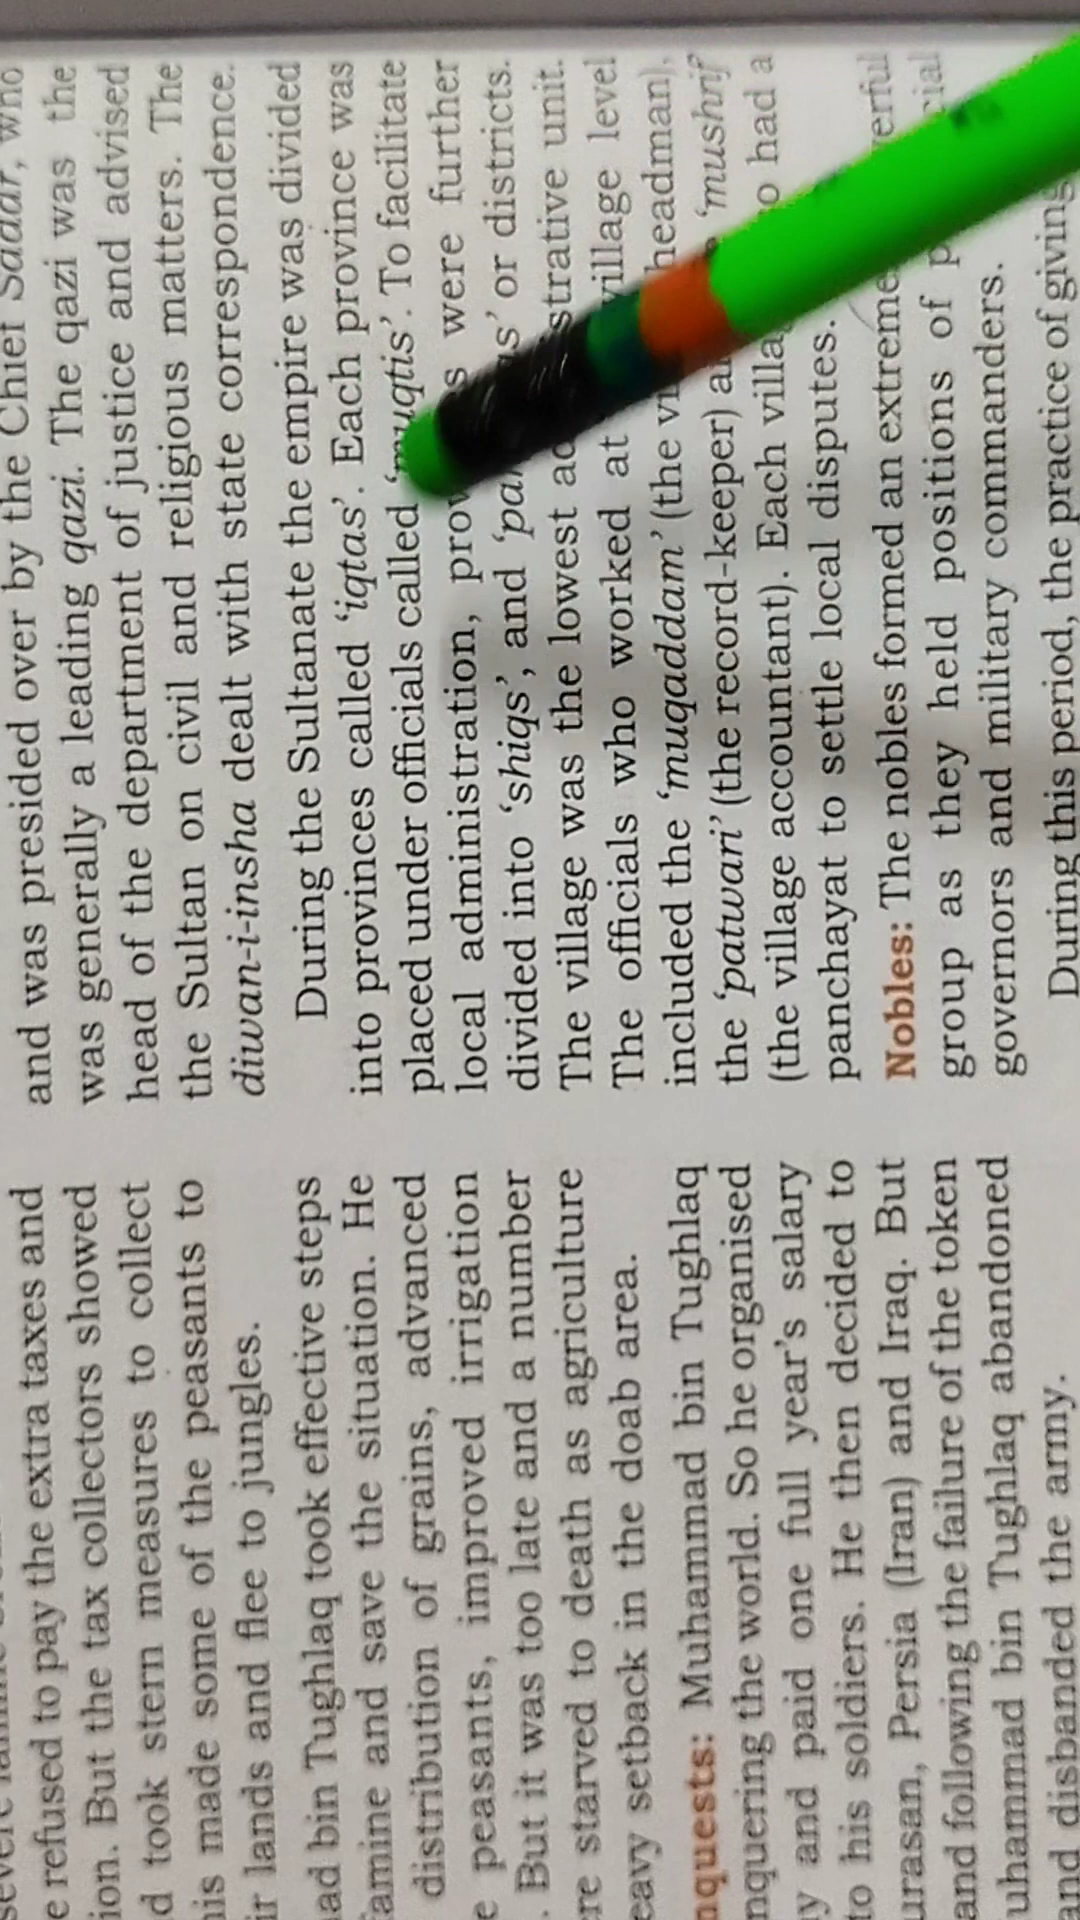 severe
e refused to pay the extra taxes and
ion. But the tax collectors showed
d took stern measures to collect
his made some of the peasants to
ir lands and flee to jungles.
ad bin Tughlaq took effective steps
amine and save the situation. He
distribution of grains, advanced
e peasants, improved irrigation
. But it was too late and a number
re starved to death as agriculture
eavy setback in the doab area.
nquests: Muhammad bin Tughlaq
nquering the world. So he organised
y and paid one full year's salary
to his soldiers. He then decided to
urasan, Persia (Iran) and Iraq. But
and following the failure of the token
uhammad bin Tughlaq abandoned
and disbanded the army.
and was presided over by the Chief Sadar, who
was generally a leading qazi. The qazi was the
head of the department of justice and advised
the Sultan on civil and religious matters. The
diwan-i-insha dealt with state correspondence.
During the Sultanate the empire was divided
into provinces called 'iqtas'. Each province was
placed under officials called 'muqtis'. To facilitate
local administration, were further
divided into 'shiqs', and or districts.
The village was the lowest unit.
The officials who worked at village level
included the 'muqaddam' (the headman),
the 'patwari' (the record-keeper) 'mushrif'
(the village accountant). Each had a
panchayat to settle local disputes.
Nobles: The nobles formed an
group as they held positions of
governors and military commanders.
During this period, the practice of giving